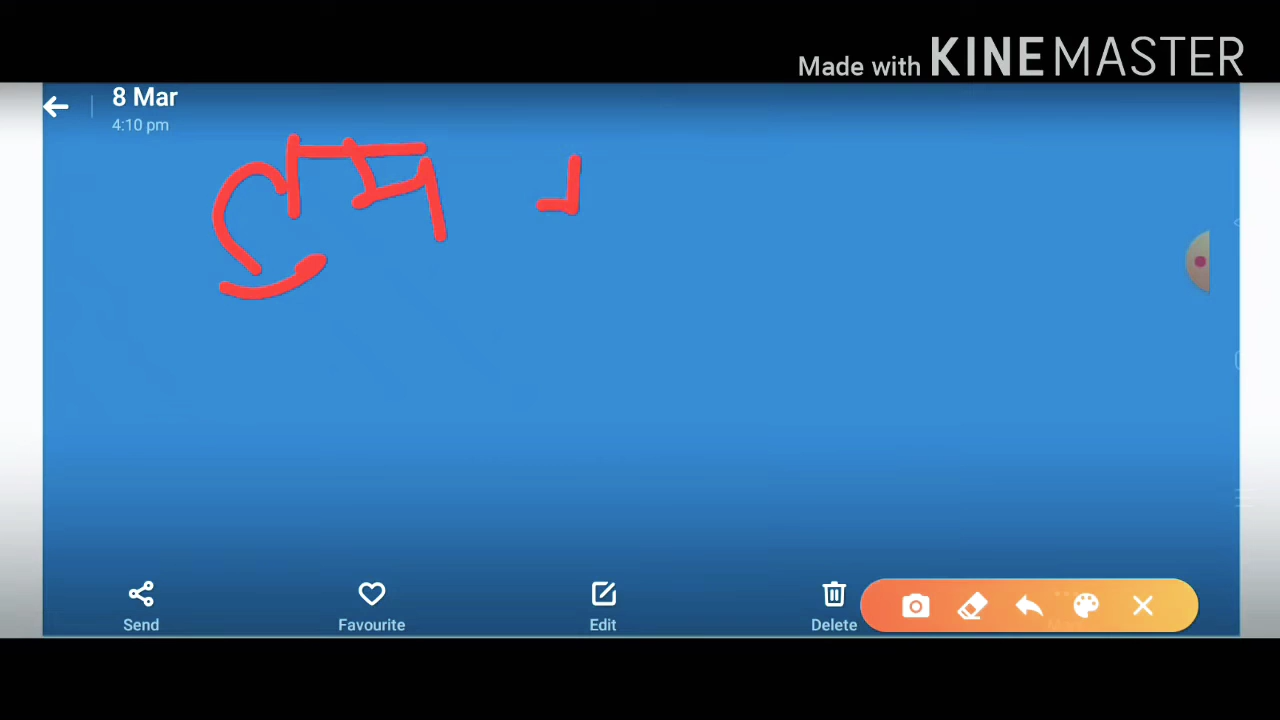 Made with KINEMASTER
8 Mar
4:10 pm
तुम
Send
Favourite
Edit
Delete